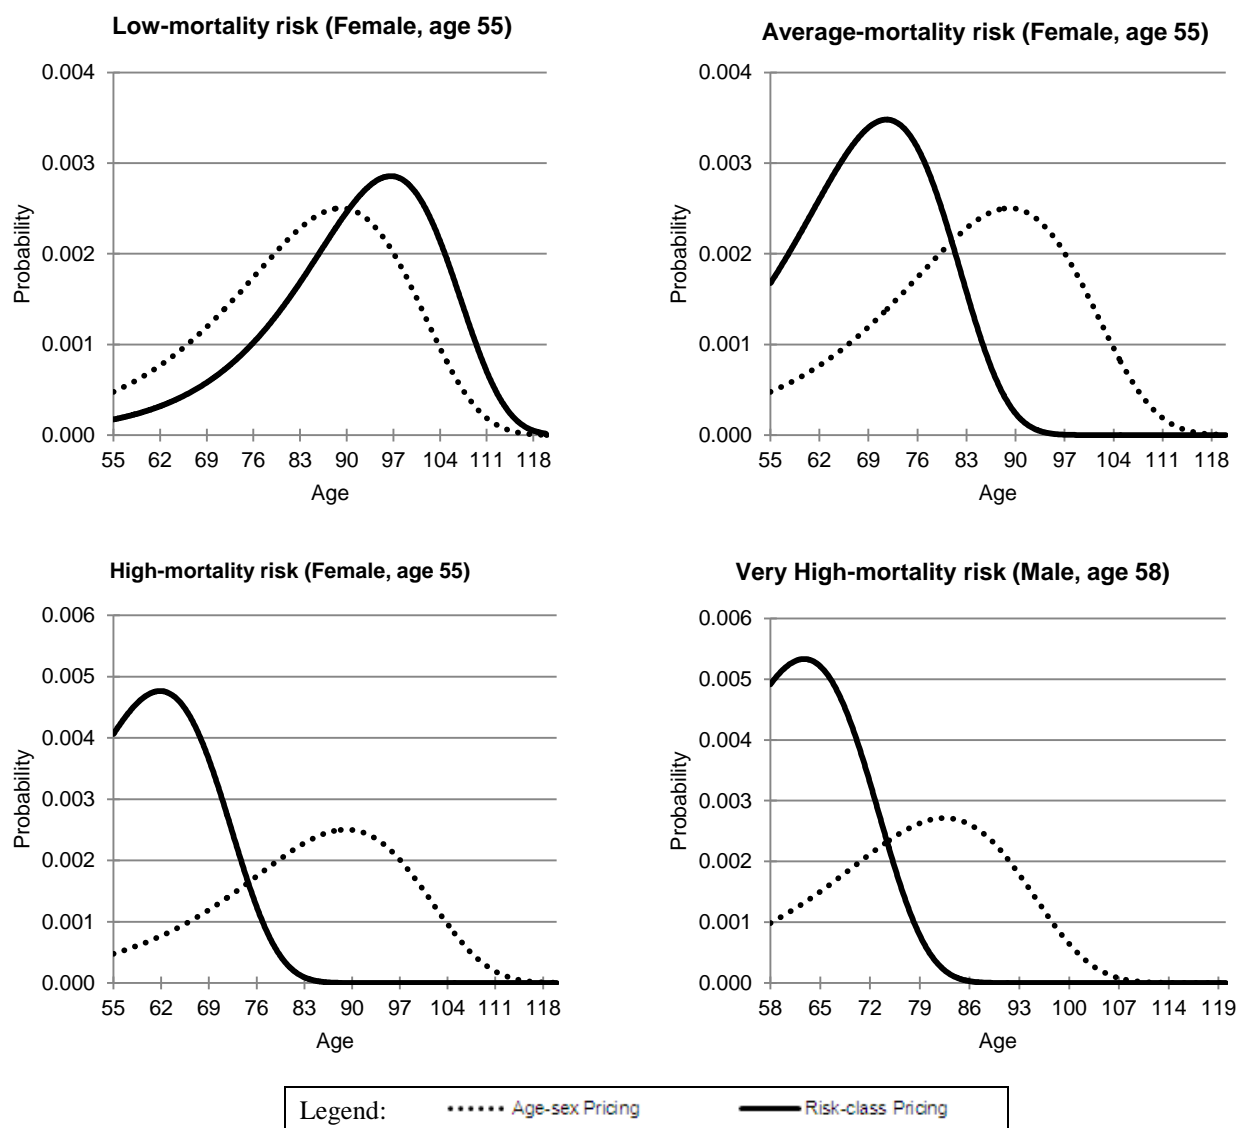 Low-mortality risk (Female, age 55)
0.004
0.003
0.002
0.001
0.000
Probability
55 62 69 76 83 90 97 104 111 118
Age
Average-mortality risk (Female, age 55)
0.004
0.003
0.002
0.001
0.000
Probability
55 62 69 76 83 90 97 104 111 118
Age
High-mortality risk (Female, age 55)
0.006
0.005
0.004
0.003
0.002
0.001
0.000
Probability
55 62 69 76 83 90 97 104 111 118
Age
Very High-mortality risk (Male, age 58)
0.006
0.005
0.004
0.003
0.002
0.001
0.000
Probability
58 65 72 79 86 93 100 107 114 119
Age
Legend: Age-sex Pricing Risk-class Pricing